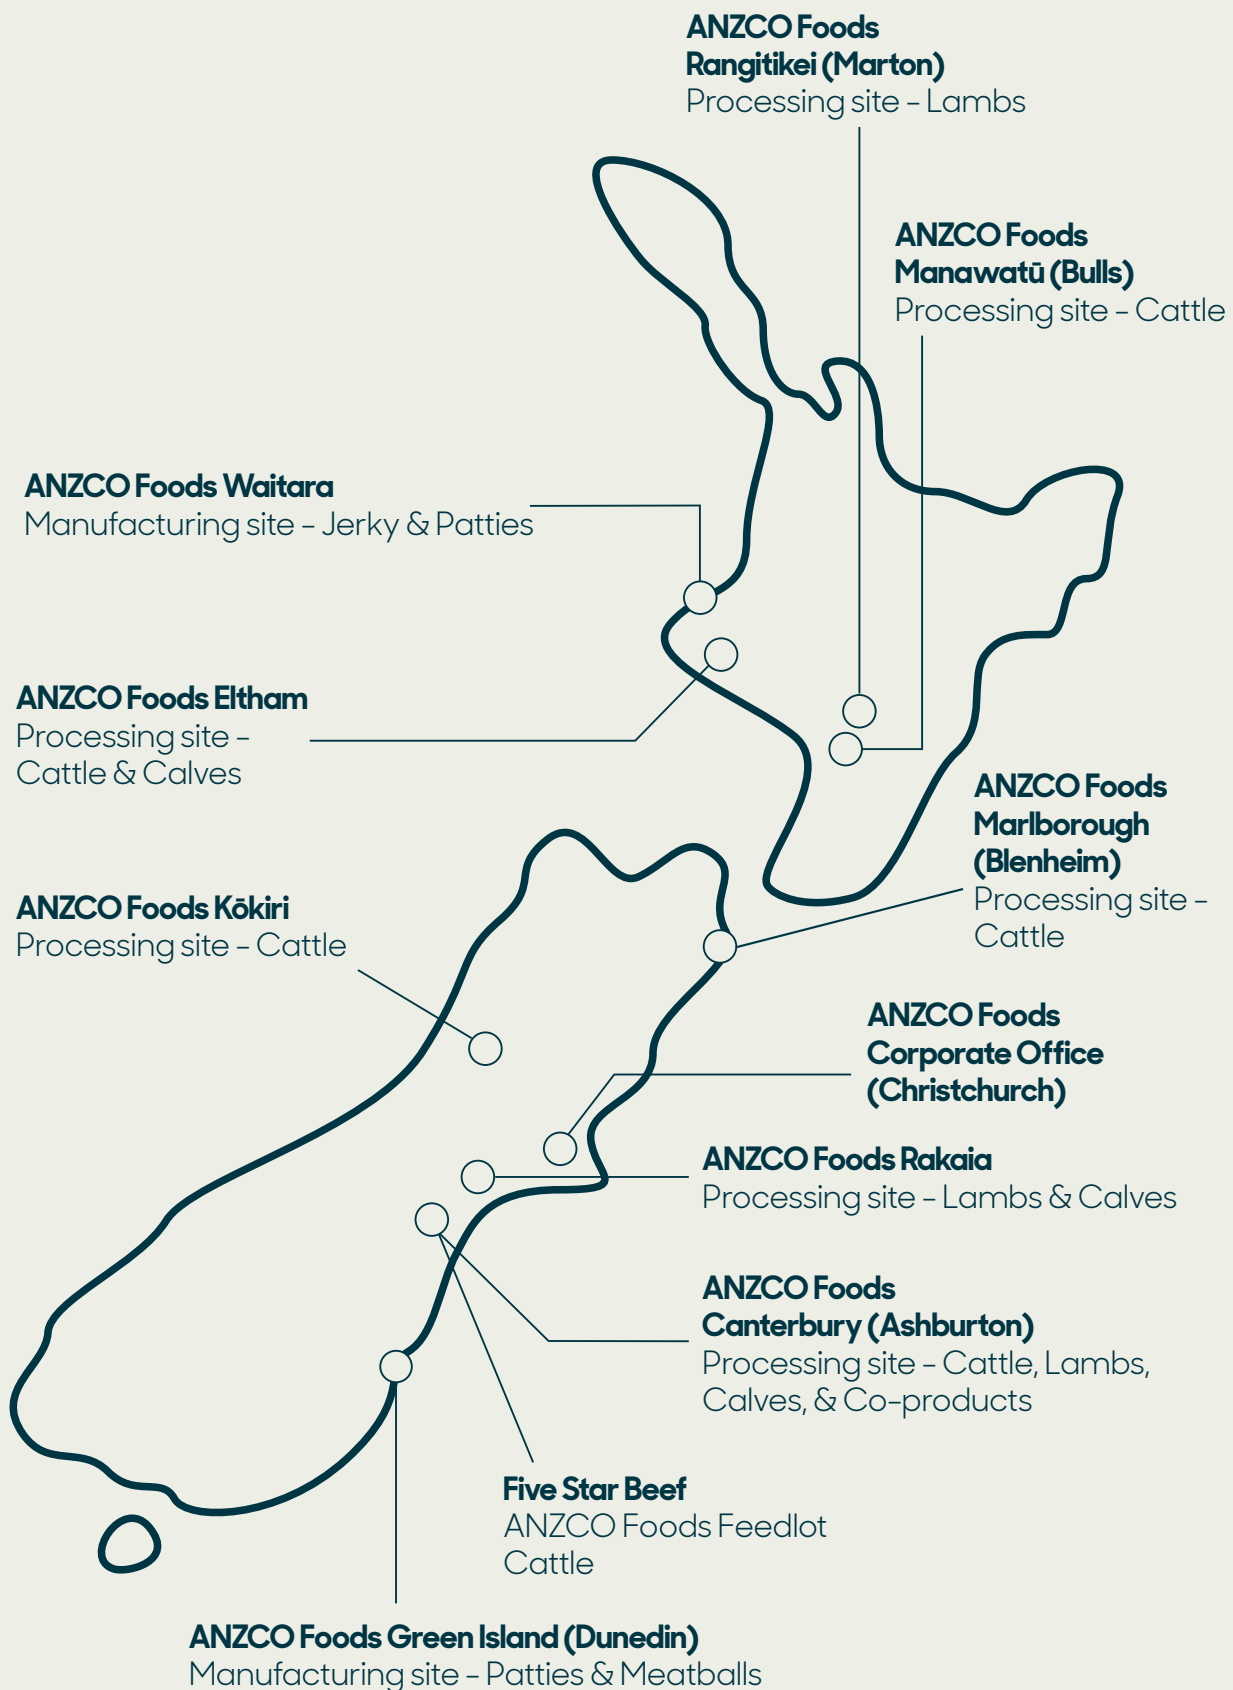 ANZCO Foods
Rangitikei (Marton)
Processing site – Lambs
ANZCO Foods
Manawatū (Bulls)
Processing site – Cattle
ANZCO Foods Waitara
Manufacturing site – Jerky & Patties
ANZCO Foods Eltham
Processing site –
Cattle & Calves
ANZCO Foods
Marlborough
(Blenheim)
Processing site –
Cattle
ANZCO Foods Kōkiri
Processing site – Cattle
ANZCO Foods
Corporate Office
(Christchurch)
ANZCO Foods Rakaia
Processing site – Lambs & Calves
ANZCO Foods
Canterbury (Ashburton)
Processing site – Cattle, Lambs,
Calves, & Co-products
Five Star Beef
ANZCO Foods Feedlot
Cattle
ANZCO Foods Green Island (Dunedin)
Manufacturing site – Patties & Meatballs